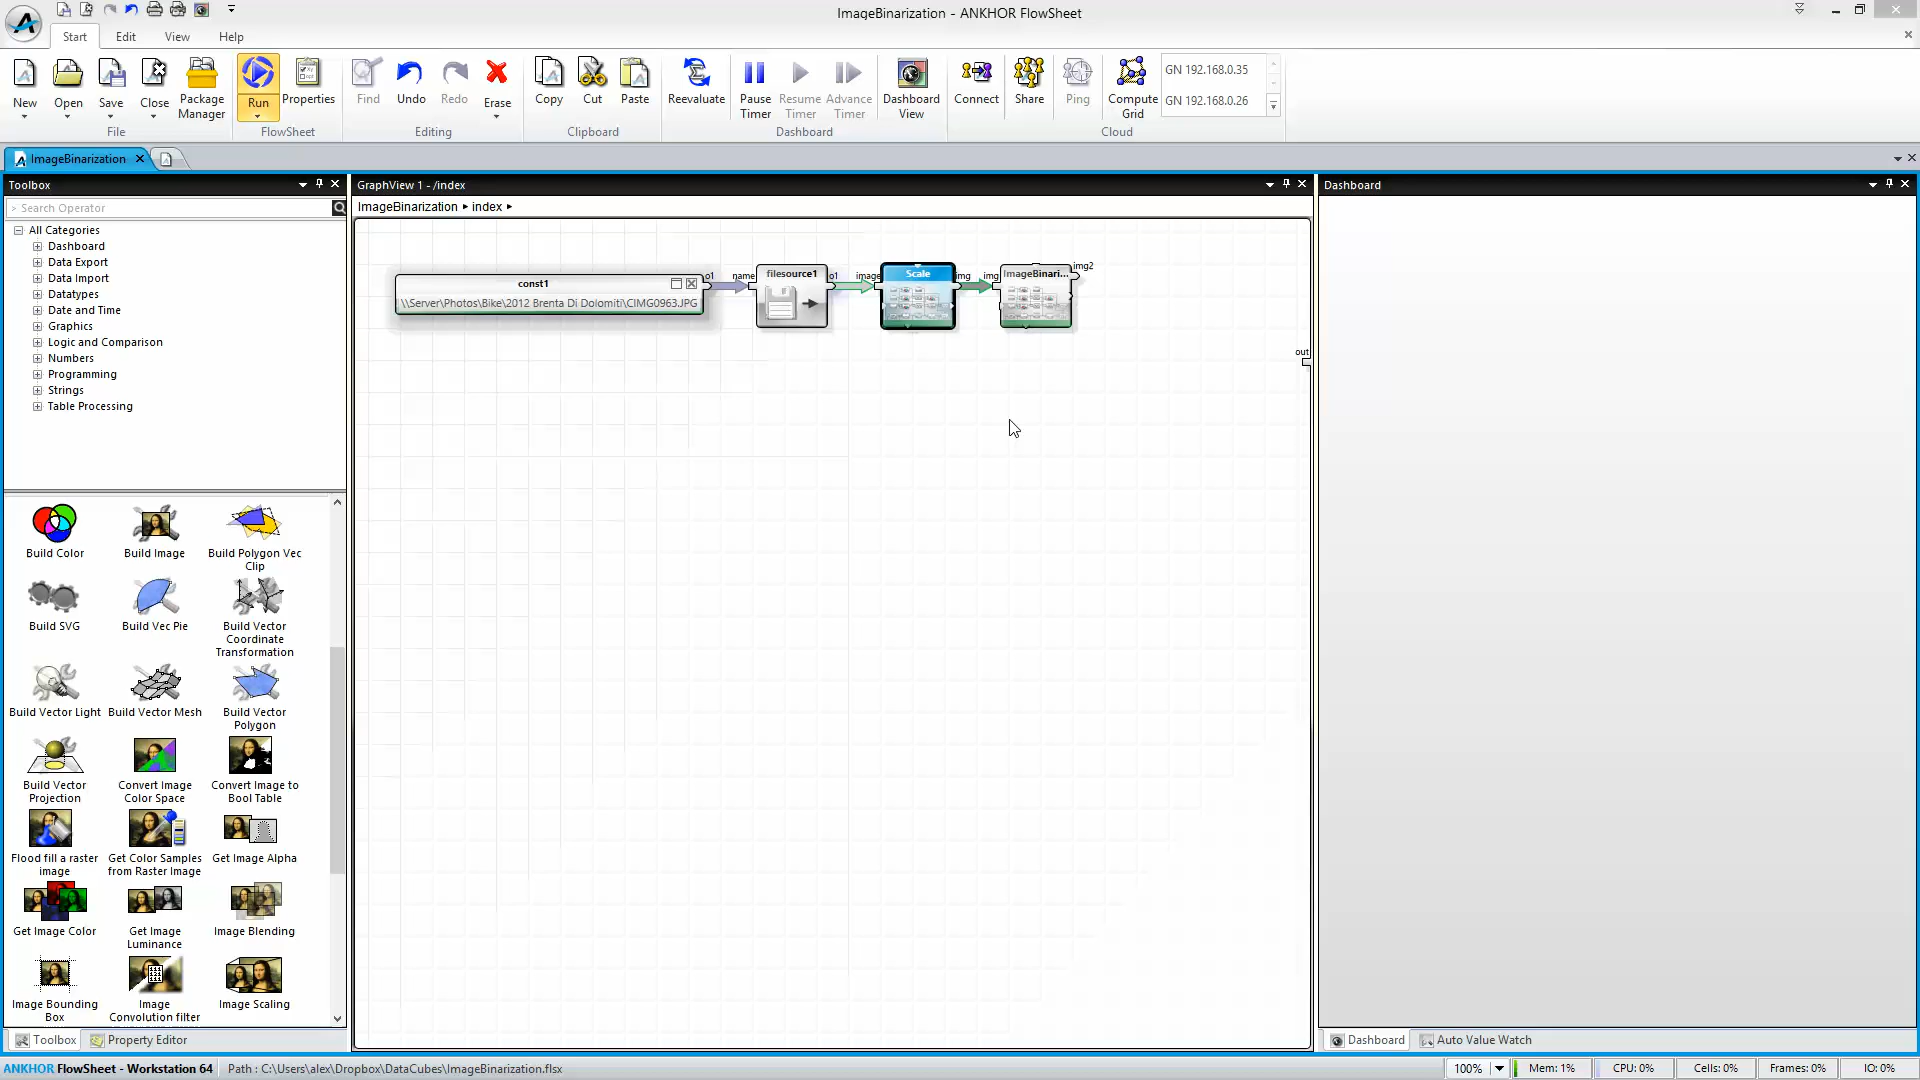 ImageBinarization - ANKHOR FlowSheet
Start
Edit
View
Help
New
Open
Save
Close
Package
Manager
Run
Properties
Find
Undo
Redo
Erase
Copy
Cut
Paste
Reevaluate
Pause
Timer
Resume
Timer
Advance
Timer
Dashboard
View
Connect
Share
Ping
Compute
Grid
GN 192.168.0.35
GN 192.168.0.26
File
FlowSheet
Editing
Clipboard
Dashboard
Cloud
ImageBinarization
Toolbox
> Search Operator
All Categories
Dashboard
Data Export
Data Import
Datatypes
Date and Time
Graphics
Logic and Comparison
Numbers
Programming
Strings
Table Processing
Build Color
Build Image
Build Polygon Vec
Clip
Build SVG
Build Vec Pie
Build Vector
Coordinate
Transformation
Build Vector Light
Build Vector Mesh
Build Vector
Polygon
Build Vector
Projection
Convert Image
Color Space
Convert Image to
Bool Table
Flood fill a raster
image
Get Color Samples
from Raster Image
Get Image Alpha
Get Image Color
Get Image
Luminance
Image Blending
Image Bounding
Box
Image
Convolution filter
Image Scaling
Toolbox
Property Editor
GraphView 1 - /index
ImageBinarization
index
const1
\\Server\Photos\Bike\2012 Brenta Di Dolomiti\CIMG0963.JPG
o1
name
filesource1
o1
image
Scale
img
img
ImageBinari...
img2
out
Dashboard
Dashboard
Auto Value Watch
ANKHOR FlowSheet - Workstation 64
Path : C:\Users\alex\Dropbox\DataCubes\ImageBinarization.flsx
100%
Mem: 1%
CPU: 0%
Cells: 0%
Frames: 0%
IO: 0%